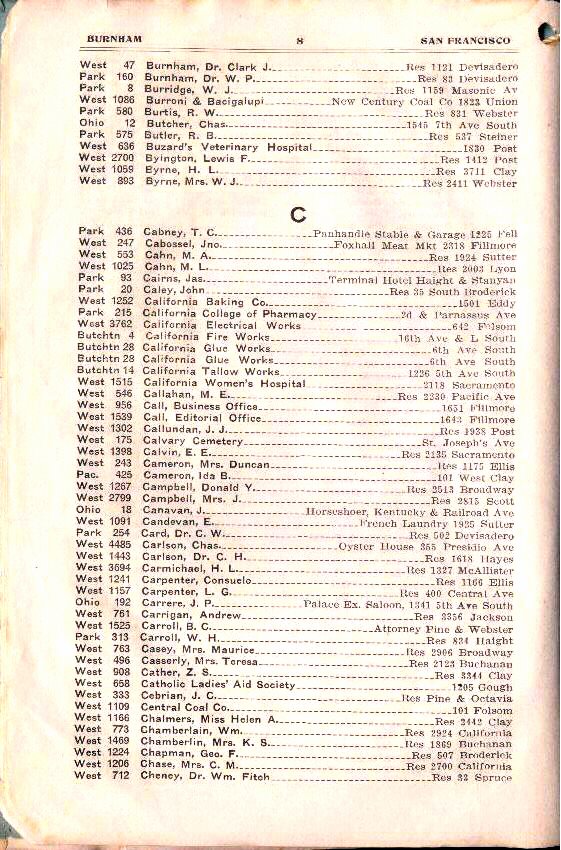 BURNHAM 8 SAN FRANCISCO
West 47 Burnham, Dr. Clark J. Res 1121 Devisadero
Park 160 Burnham, Dr. W. P. Res 83 Devisadero
Park 8 Burridge, W. J. Res 1159 Masonic Av
West 1086 Burroni & Bacigalupi New Century Coal Co 1823 Union
Park 580 Burtis, R. W. Res 831 Webster
Ohio 12 Butcher, Chas. 1545 7th Ave South
Park 575 Butler, R. B. Res 537 Steiner
West 636 Buzard's Veterinary Hospital 1830 Post
West 2700 Byington, Lewis F. Res 1412 Post
West 1059 Byrne, H. L. Res 3711 Clay
West 893 Byrne, Mrs. W. J. Res 2411 Webster
C
Park 436 Cabney, T. C. Panhandle Stable & Garage 1225 Fell
West 247 Cabossel, Jno. Foxhall Meat Mkt 2318 Fillmore
West 553 Cahn, M. A. Res 1924 Sutter
West 1025 Cahn, M. L. Res 2003 Lyon
Park 93 Cairns, Jas. Terminal Hotel Haight & Stanyan
Park 20 Caley, John Res 35 South Broderick
West 1252 California Baking Co. 1501 Eddy
Park 215 California College of Pharmacy 2d & Parnassus Ave
West 3762 California Electrical Works 642 Folsom
Butchtn 4 California Fire Works 16th Ave & L South
Butchtn 28 California Glue Works 6th Ave South
Butchtn 28 California Glue Works 6th Ave South
Butchtn 14 California Tallow Works 1226 5th Ave South
West 1515 California Women's Hospital 2118 Sacramento
West 546 Callahan, M. E. Res 2330 Pacific Ave
West 956 Call, Business Office 1651 Fillmore
West 1539 Call, Editorial Office 1643 Fillmore
West 1302 Callundan, J. J. Res 1938 Post
West 175 Calvary Cemetery St. Joseph's Ave
West 1398 Calvin, E. E. Res 2135 Sacramento
West 243 Cameron, Mrs. Duncan Res 1175 Ellis
Pac. 425 Cameron, Ida B. 101 West Clay
West 1267 Campbell, Donald Y. Res 2513 Broadway
West 2799 Campbell, Mrs. J. Res 2815 Scott
Ohio 18 Canavan, J. Horseshoer, Kentucky & Railroad Ave
West 1091 Candevan, E. French Laundry 1925 Sutter
Park 254 Card, Dr. C. W. Res 502 Devisadero
West 4485 Carlson, Chas. Oyster House 355 Presidio Ave
West 1443 Carlson, Dr. C. H. Res 1618 Hayes
West 3694 Carmichael, H. L. Res 1327 McAllister
West 1241 Carpenter, Consuelo Res 1166 Ellis
West 1157 Carpenter, L. G. Res 400 Central Ave
Ohio 192 Carrere, J. P. Palace Ex. Saloon, 1341 5th Ave South
West 761 Carrigan, Andrew Res 3356 Jackson
West 1525 Carroll, B. C. Attorney Pine & Webster
Park 313 Carroll, W. H. Res 834 Haight
West 763 Casey, Mrs. Maurice Res 2906 Broadway
West 496 Casserly, Mrs. Teresa Res 2123 Buchanan
West 908 Cather, Z. S. Res 3344 Clay
West 658 Catholic Ladies' Aid Society 1205 Gough
West 333 Cebrian, J. C. Res Pine & Octavia
West 1109 Central Coal Co. 101 Folsom
West 1166 Chalmers, Miss Helen A. Res 2442 Clay
West 773 Chamberlain, Wm. Res 2924 California
West 1469 Chamberlin, Mrs. K. S. Res 1869 Buchanan
West 1224 Chapman, Geo. F. Res 507 Broderick
West 1206 Chase, Mrs. C. M. Res 2700 California
West 712 Cheney, Dr. Wm. Fitch Res 33 Spruce